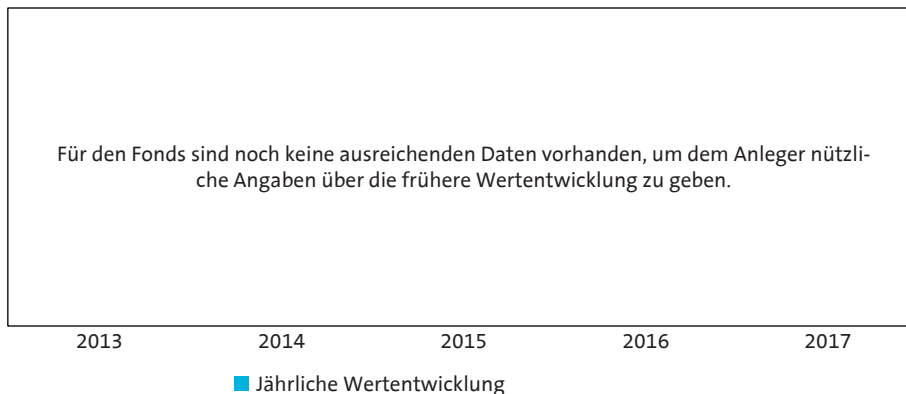 Für den Fonds sind noch keine ausreichenden Daten vorhanden, um dem Anleger nützli-
che Angaben über die frühere Wertentwicklung zu geben.
2013 2014 2015 2016 2017
Jährliche Wertentwicklung